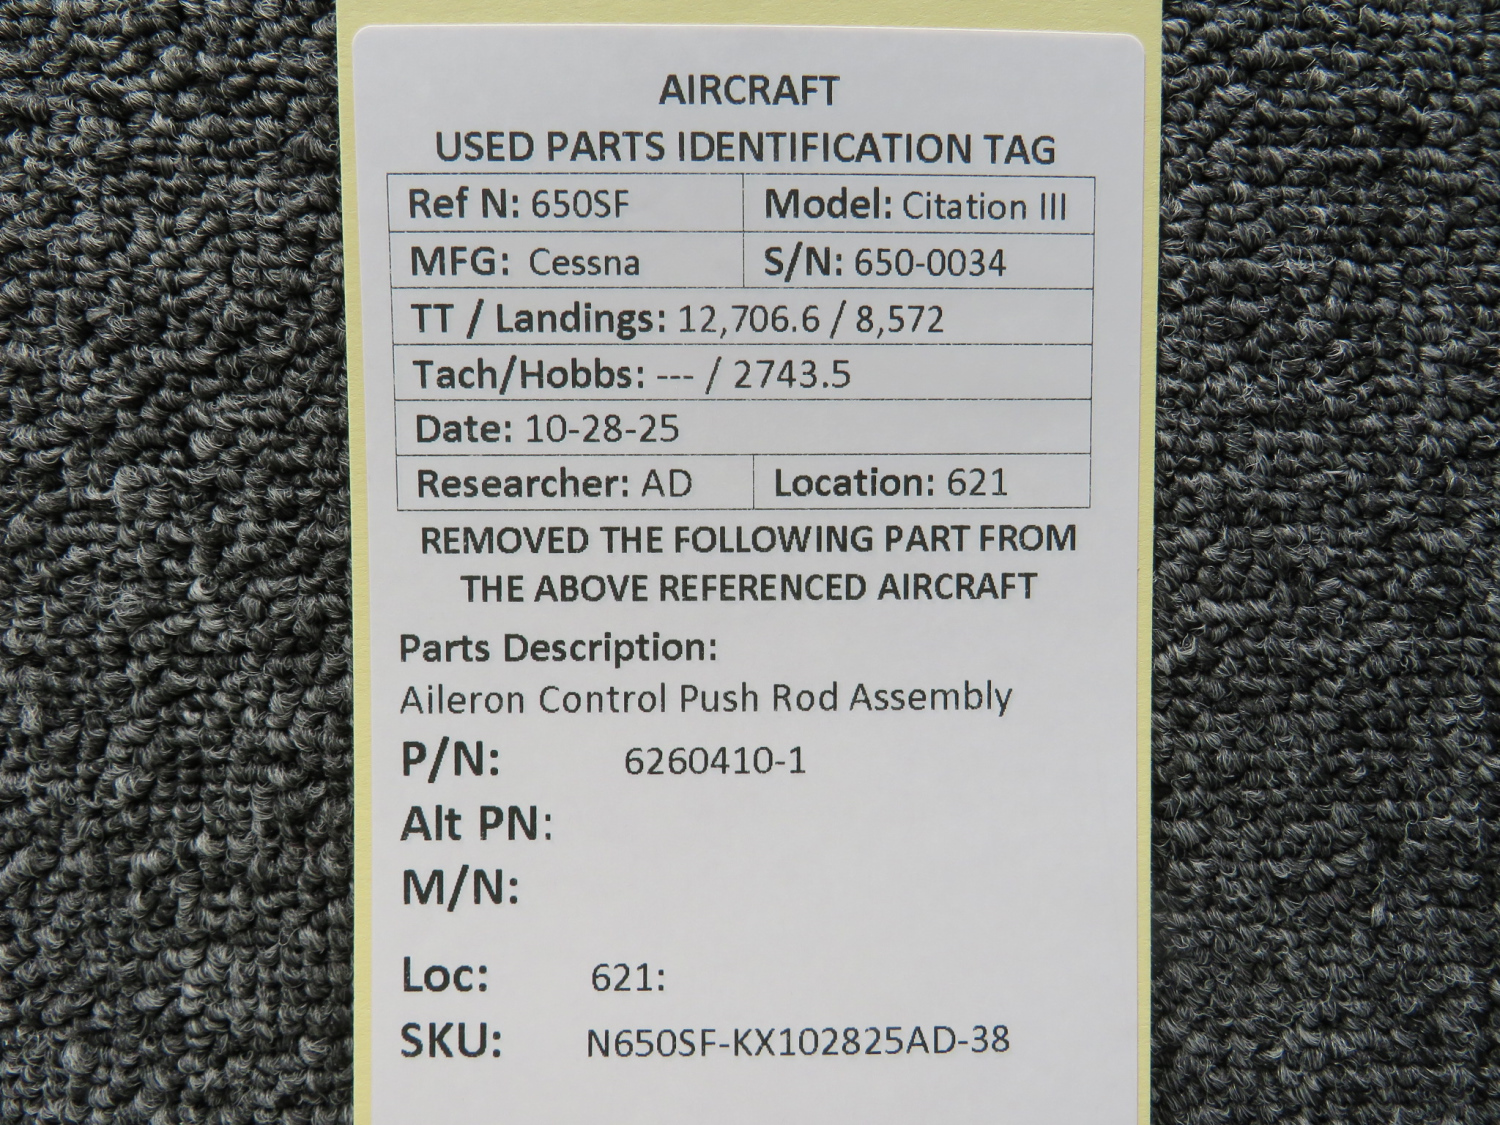 AIRCRAFT
USED PARTS IDENTIFICATION TAG
Ref N: 650SF Model: Citation III
MFG: Cessna S/N: 650-0034
TT / Landings: 12,706.6 / 8,572
Tach/Hobbs: --- / 2743.5
Date: 10-28-25
Researcher: AD Location: 621
REMOVED THE FOLLOWING PART FROM
THE ABOVE REFERENCED AIRCRAFT
Parts Description:
Aileron Control Push Rod Assembly
P/N: 6260410-1
Alt PN:
M/N:
Loc: 621:
SKU: N650SF-KX102825AD-38